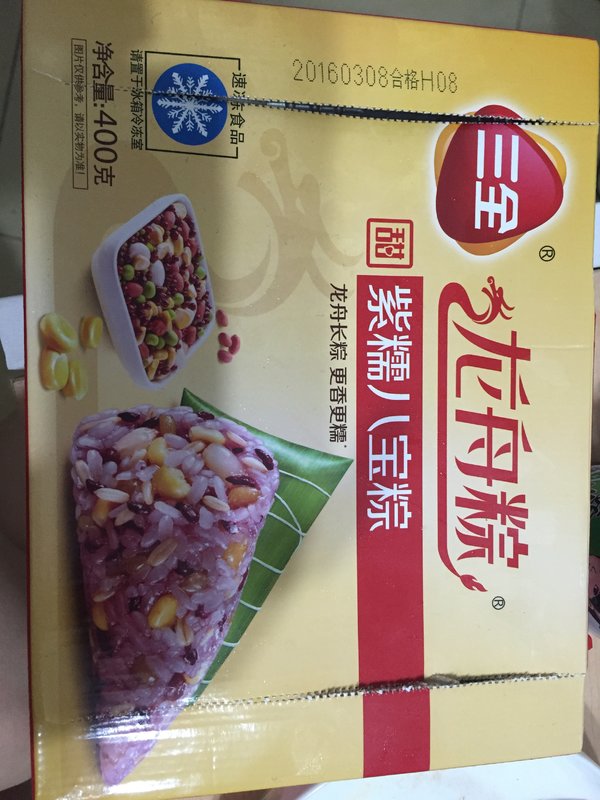 20160308合格H08
三全®
龙舟粽®
甜
紫糯八宝粽
龙舟长粽 更香更糯*
速冻食品
请置于冰箱冷冻室
净含量:400克
图片仅供参考，请以实物为准！